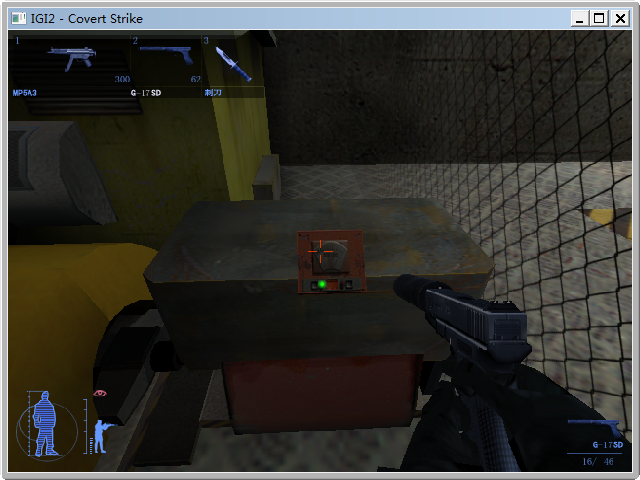 IGI2 - Covert Strike
1 2 3
300 62
MP5A3 G-17SD 刺刀
G-17SD
16/ 46